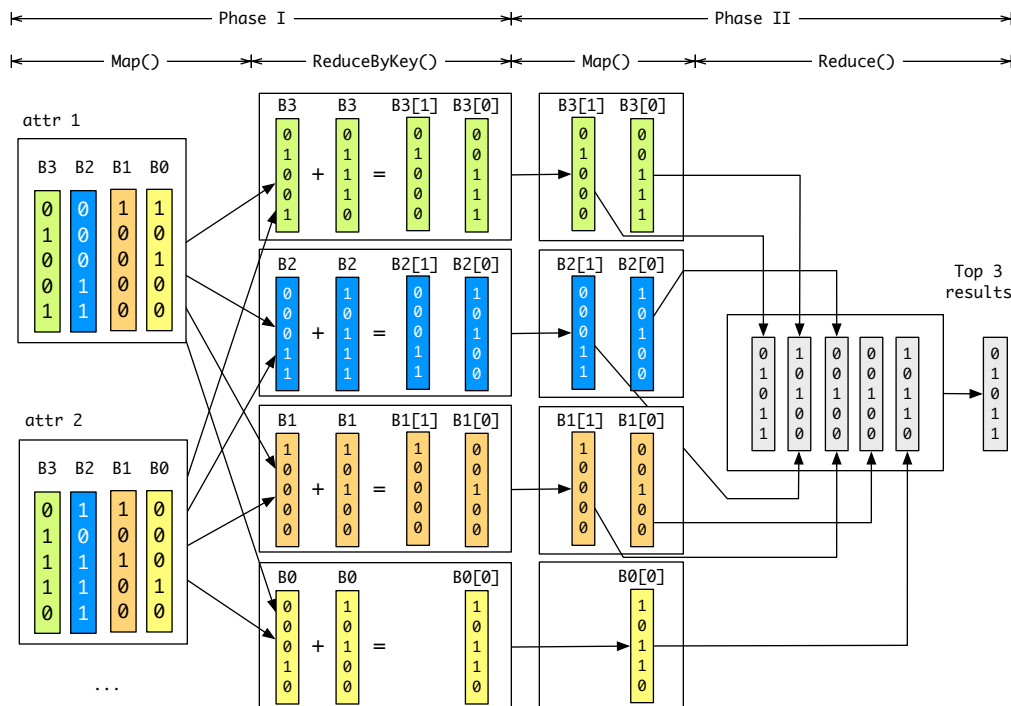 Phase I Phase II
Map() ReduceByKey() Map() Reduce()
attr 1
B3 B2 B1 B0
0 0 1 1
1 0 0 0
0 0 0 1
0 1 0 0
1 1 0 0
attr 2
B3 B2 B1 B0
0 1 1 0
1 0 0 0
1 1 1 0
1 1 0 1
0 1 0 0
...
B3 B3 B3[1] B3[0]
0 0 0 0
1 1 1 0
0 + 1 = 0 1
0 1 0 1
1 0 0 1
B2 B2 B2[1] B2[0]
0 1 0 1
0 0 0 0
0 + 1 = 0 1
1 1 1 0
1 1 1 0
B1 B1 B1[1] B1[0]
1 1 1 0
0 0 0 0
0 + 1 = 0 1
0 0 0 0
0 0 0 0
B0 B0 B0[0]
0 1 1
0 0 0
0 + 1 = 1
1 0 1
0 0 0
B3[1] B3[0]
0 0
1 0
0 1
0 1
0 1
B2[1] B2[0]
0 1
0 0
0 1
1 0
1 0
B1[1] B1[0]
1 0
0 0
0 1
0 0
0 0
B0[0]
1
0
1
1
0
0 1 0 0 1
1 0 0 0 0
0 1 1 1 1
1 0 0 0 1
1 0 0 0 0
Top 3
results
0
1
0
1
1